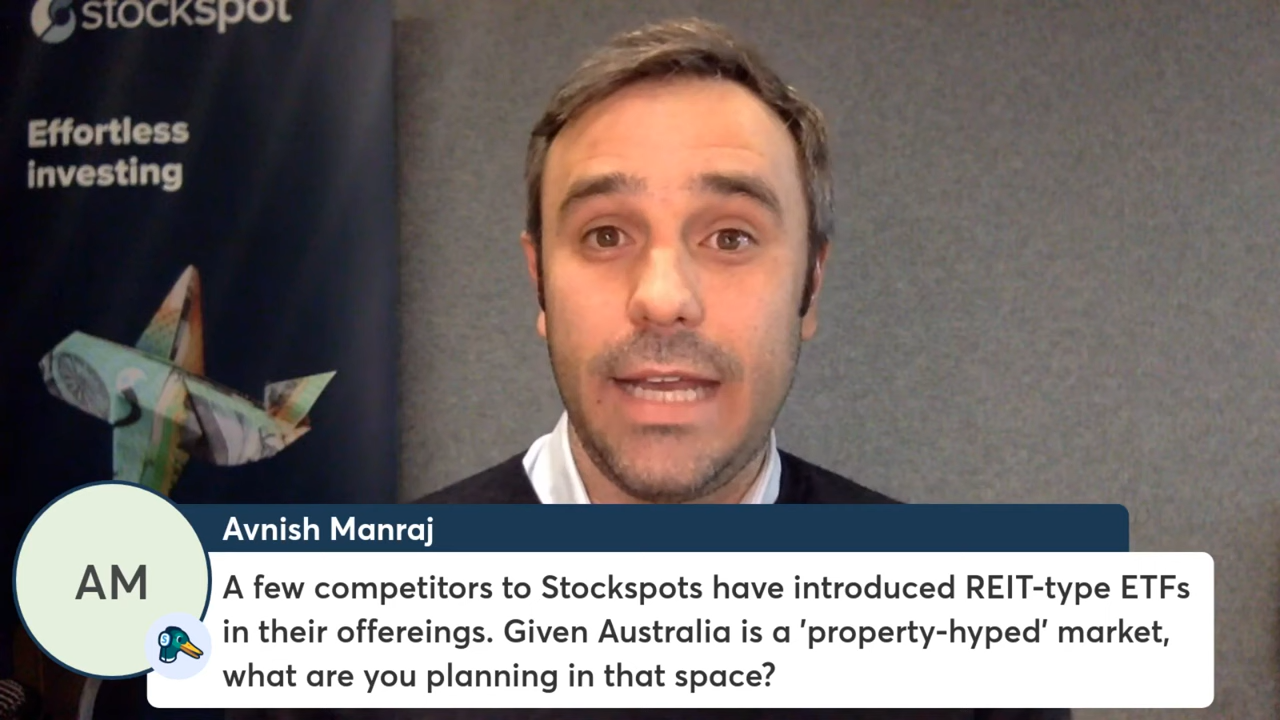 stockspot
Effortless
investing
AM
Avnish Manraj
A few competitors to Stockspots have introduced REIT-type ETFs
in their offereings. Given Australia is a 'property-hyped' market,
what are you planning in that space?